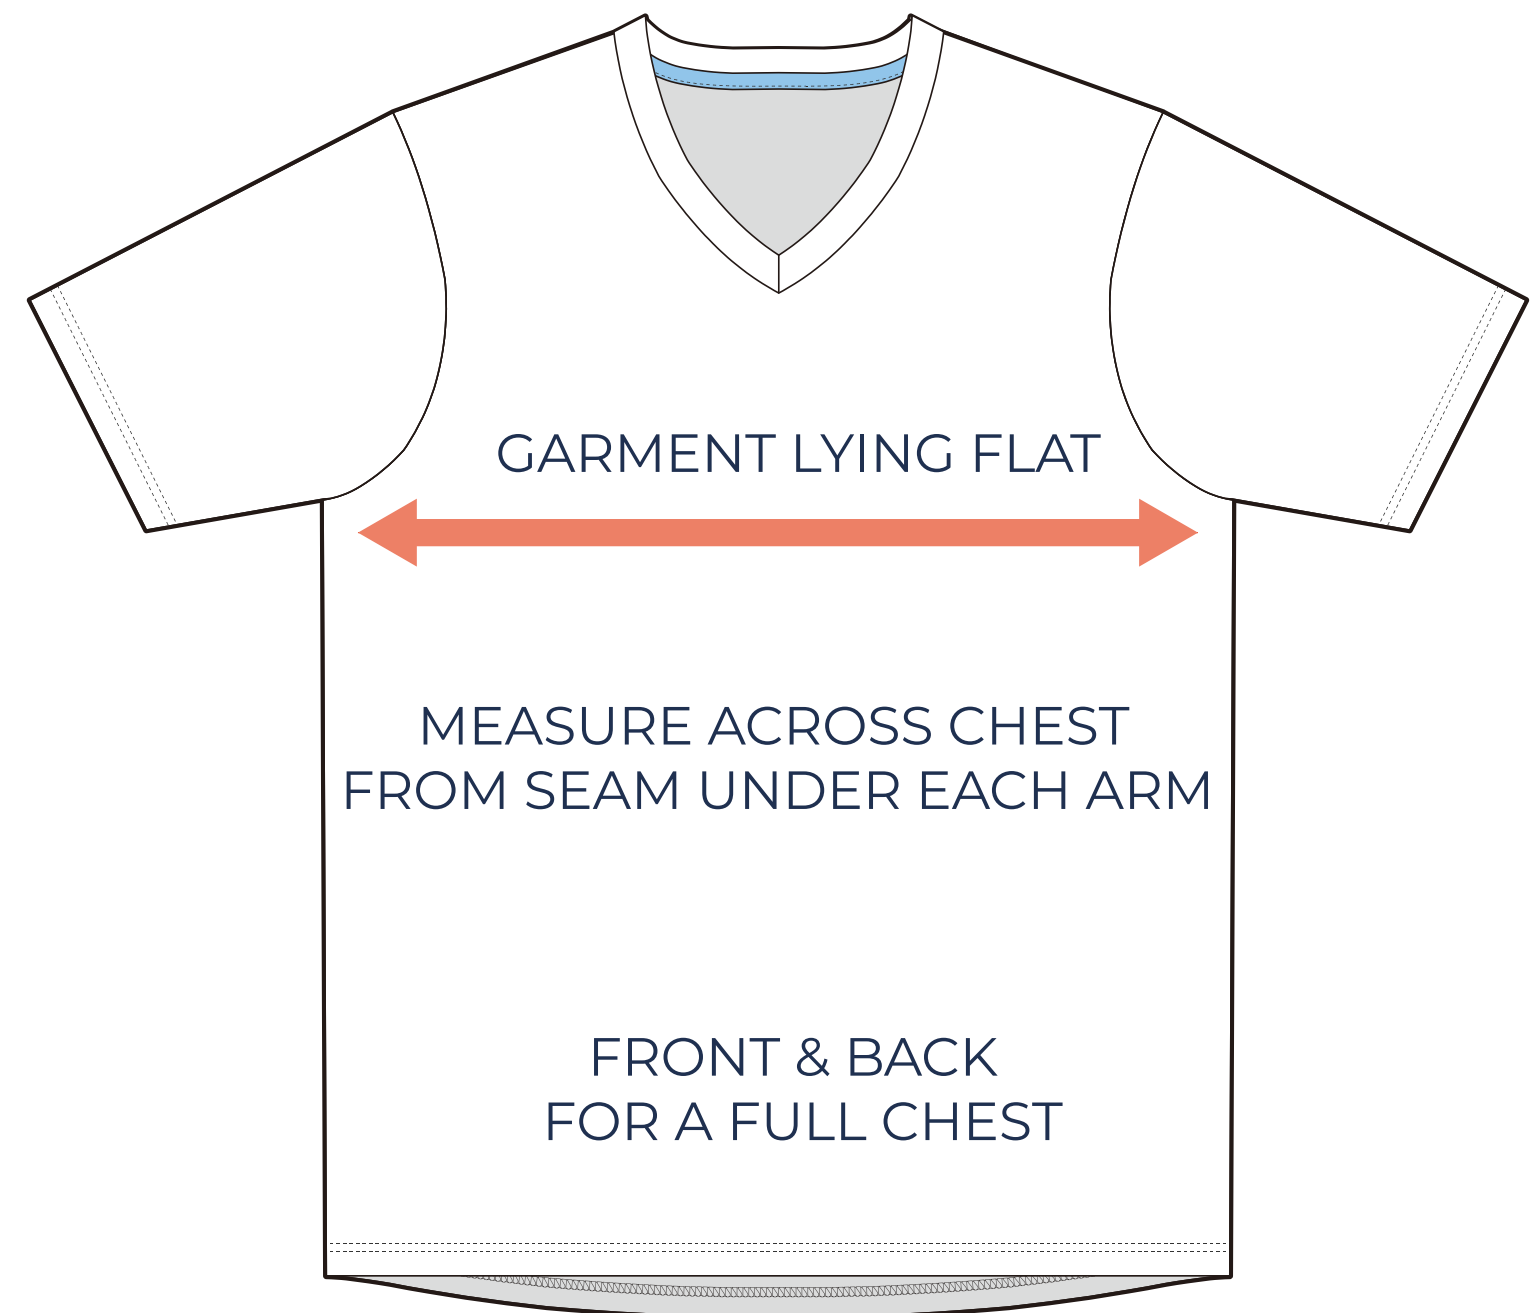 GARMENT LYING FLAT
MEASURE ACROSS CHEST
FROM SEAM UNDER EACH ARM
FRONT & BACK
FOR A FULL CHEST